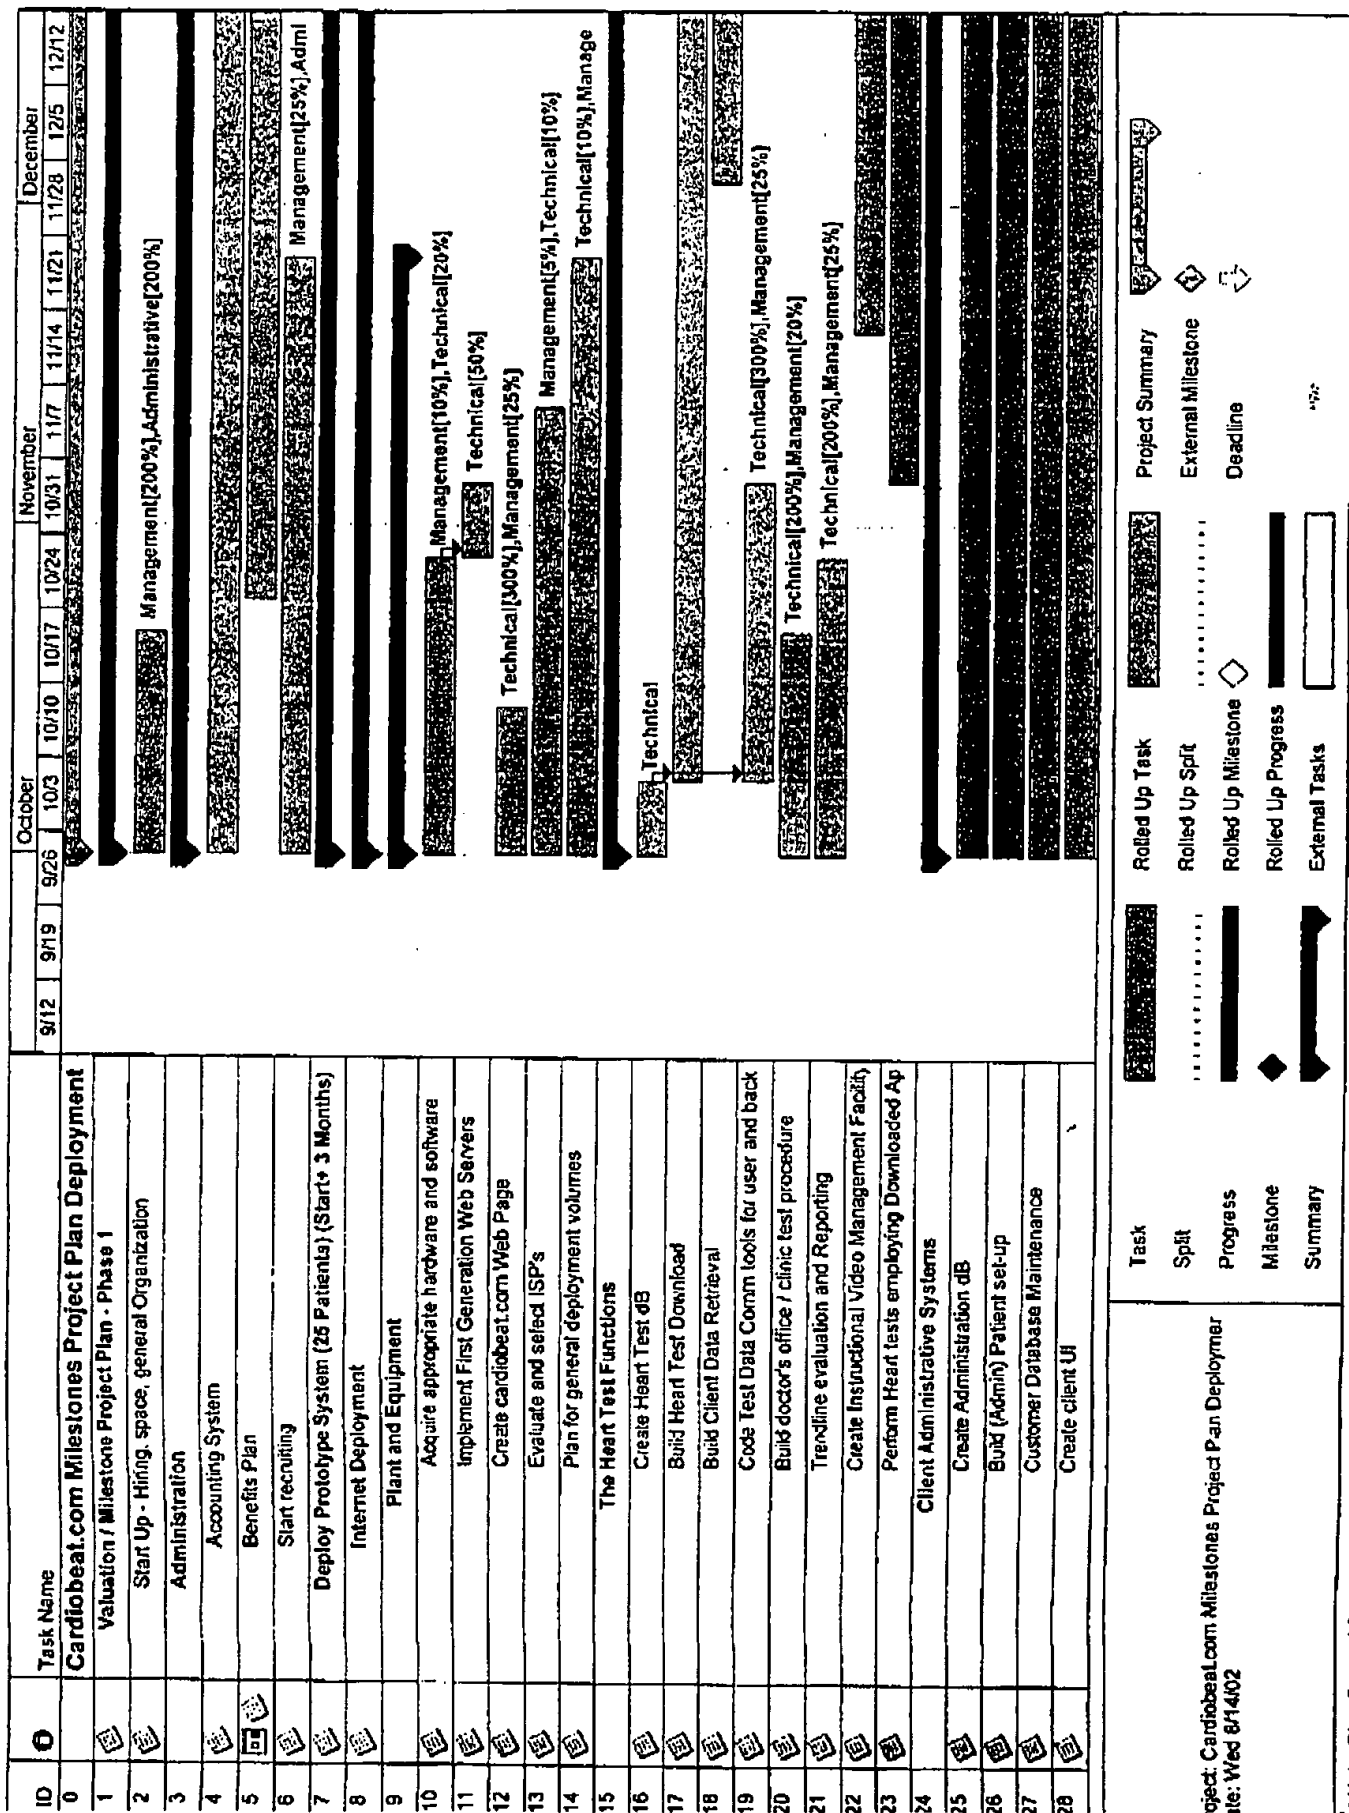 ID Task Name October November December
9/12 9/19 9/26 10/3 10/10 10/17 10/24 10/31 11/7 11/14 11/21 11/28 12/5 12/12
0 Cardiobeat.com Milestones Project Plan Deployment
1 Valuation / Milestone Project Plan - Phase 1
2 Start Up - Hiring, space, general Organization Management[200%],Administrative[200%]
3 Administration
4 Accounting System
5 Benefits Plan
6 Start recruiting Management[25%],Admi
7 Deploy Prototype System (25 Patients) (Start+ 3 Months)
8 Internet Deployment
9 Plant and Equipment
10 Acquire appropriate hardware and software Management[10%],Technical[20%]
11 Implement First Generation Web Servers Technical[50%]
12 Create cardiobeat.com Web Page Technical[300%],Management[25%]
13 Evaluate and select ISP's Management[5%],Technical[10%]
14 Plan for general deployment volumes Technical[10%],Manage
15 The Heart Test Functions
16 Create Heart Test dB Technical
17 Build Heart Test Download
18 Build Client Data Retrieval
19 Code Test Data Comm tools for user and back Technical[300%],Management[25%]
20 Build doctor's office / clinic test procedure Technical[200%],Management[20%]
21 Trendline evaluation and Reporting Technical[200%],Management[25%]
22 Create Instructional Video Management Facility
23 Perform Heart tests employing Downloaded Ap
24 Client Administrative Systems
25 Create Administration dB
26 Build (Admin) Patient set-up
27 Customer Database Maintenance
28 Create client UI
oject: Cardiobeat.com Milestones Project Pan Deploymer
ate: Wed 8/14/02
Task Rolled Up Task Project Summary
Split Rolled Up Split External Milestone
Progress Rolled Up Milestone Deadline
Milestone Rolled Up Progress
Summary External Tasks